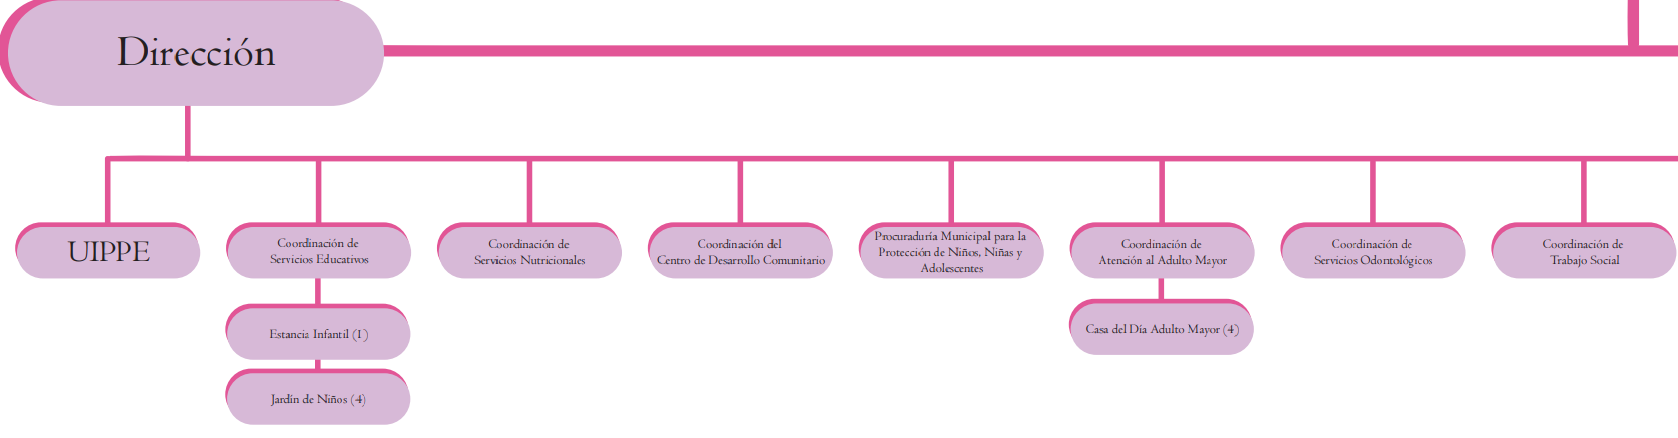 Dirección
UIPPE
Coordinación de
Servicios Educativos
Coordinación de
Servicios Nutricionales
Coordinación del
Centro de Desarrollo Comunitario
Procuraduría Municipal para la
Protección de Niños, Niñas y
Adolescentes
Coordinación de
Atención al Adulto Mayor
Coordinación de
Servicios Odontológicos
Coordinación de
Trabajo Social
Estancia Infantil (1)
Casa del Día Adulto Mayor (4)
Jardín de Niños (4)